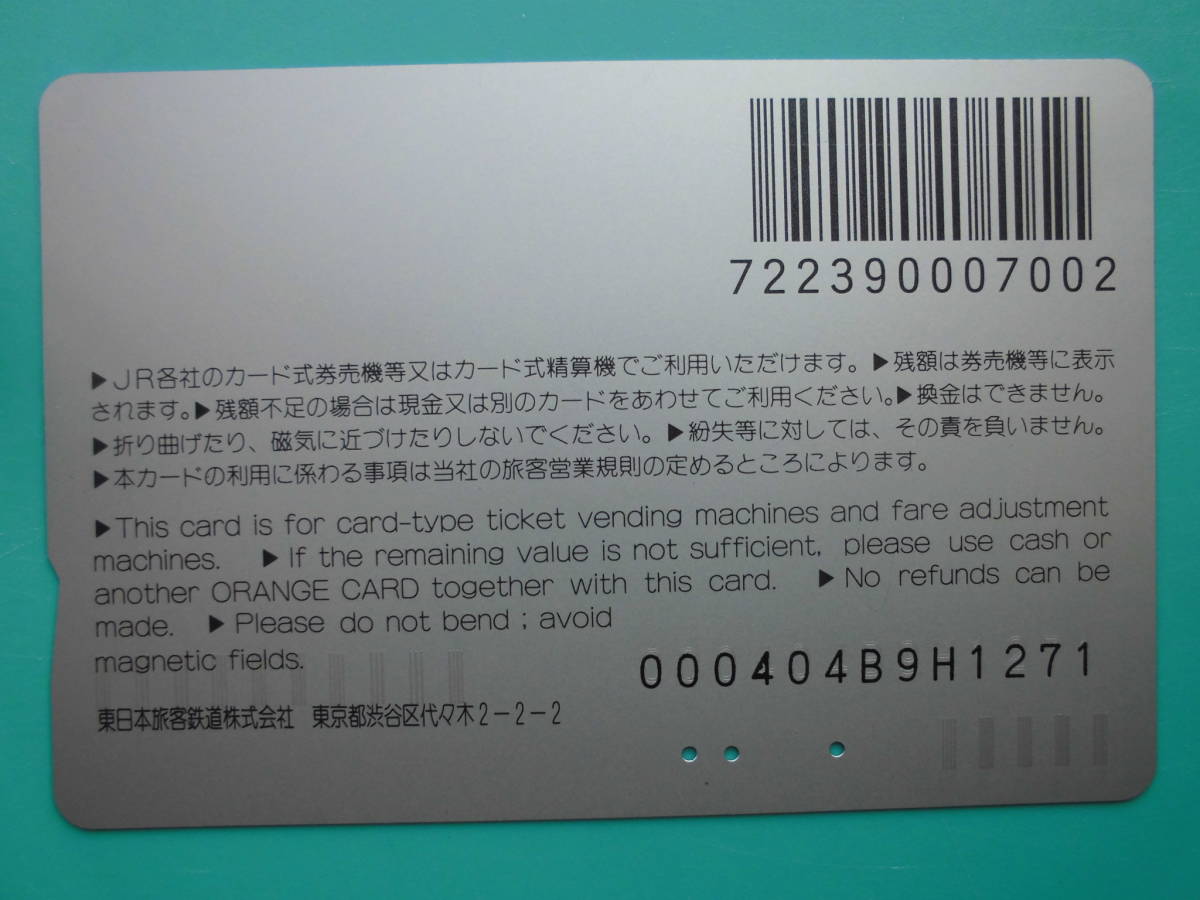 722390007002
▶JR各社のカード式券売機等又はカード式精算機でご利用いただけます。▶残額は券売機等に表示
されます。▶残額不足の場合は現金又は別のカードをあわせてご利用ください。▶換金はできません。
▶折り曲げたり、磁気に近づけたりしないでください。▶紛失等に対しては、その責を負いません。
▶本カードの利用に係わる事項は当社の旅客営業規則の定めるところによります。
▶This card is for card-type ticket vending machines and fare adjustment
machines. ▶If the remaining value is not sufficient, please use cash or
another ORANGE CARD together with this card. ▶No refunds can be
made. ▶Please do not bend ; avoid
magnetic fields.
000404B9H1271
東日本旅客鉄道株式会社 東京都渋谷区代々木2-2-2